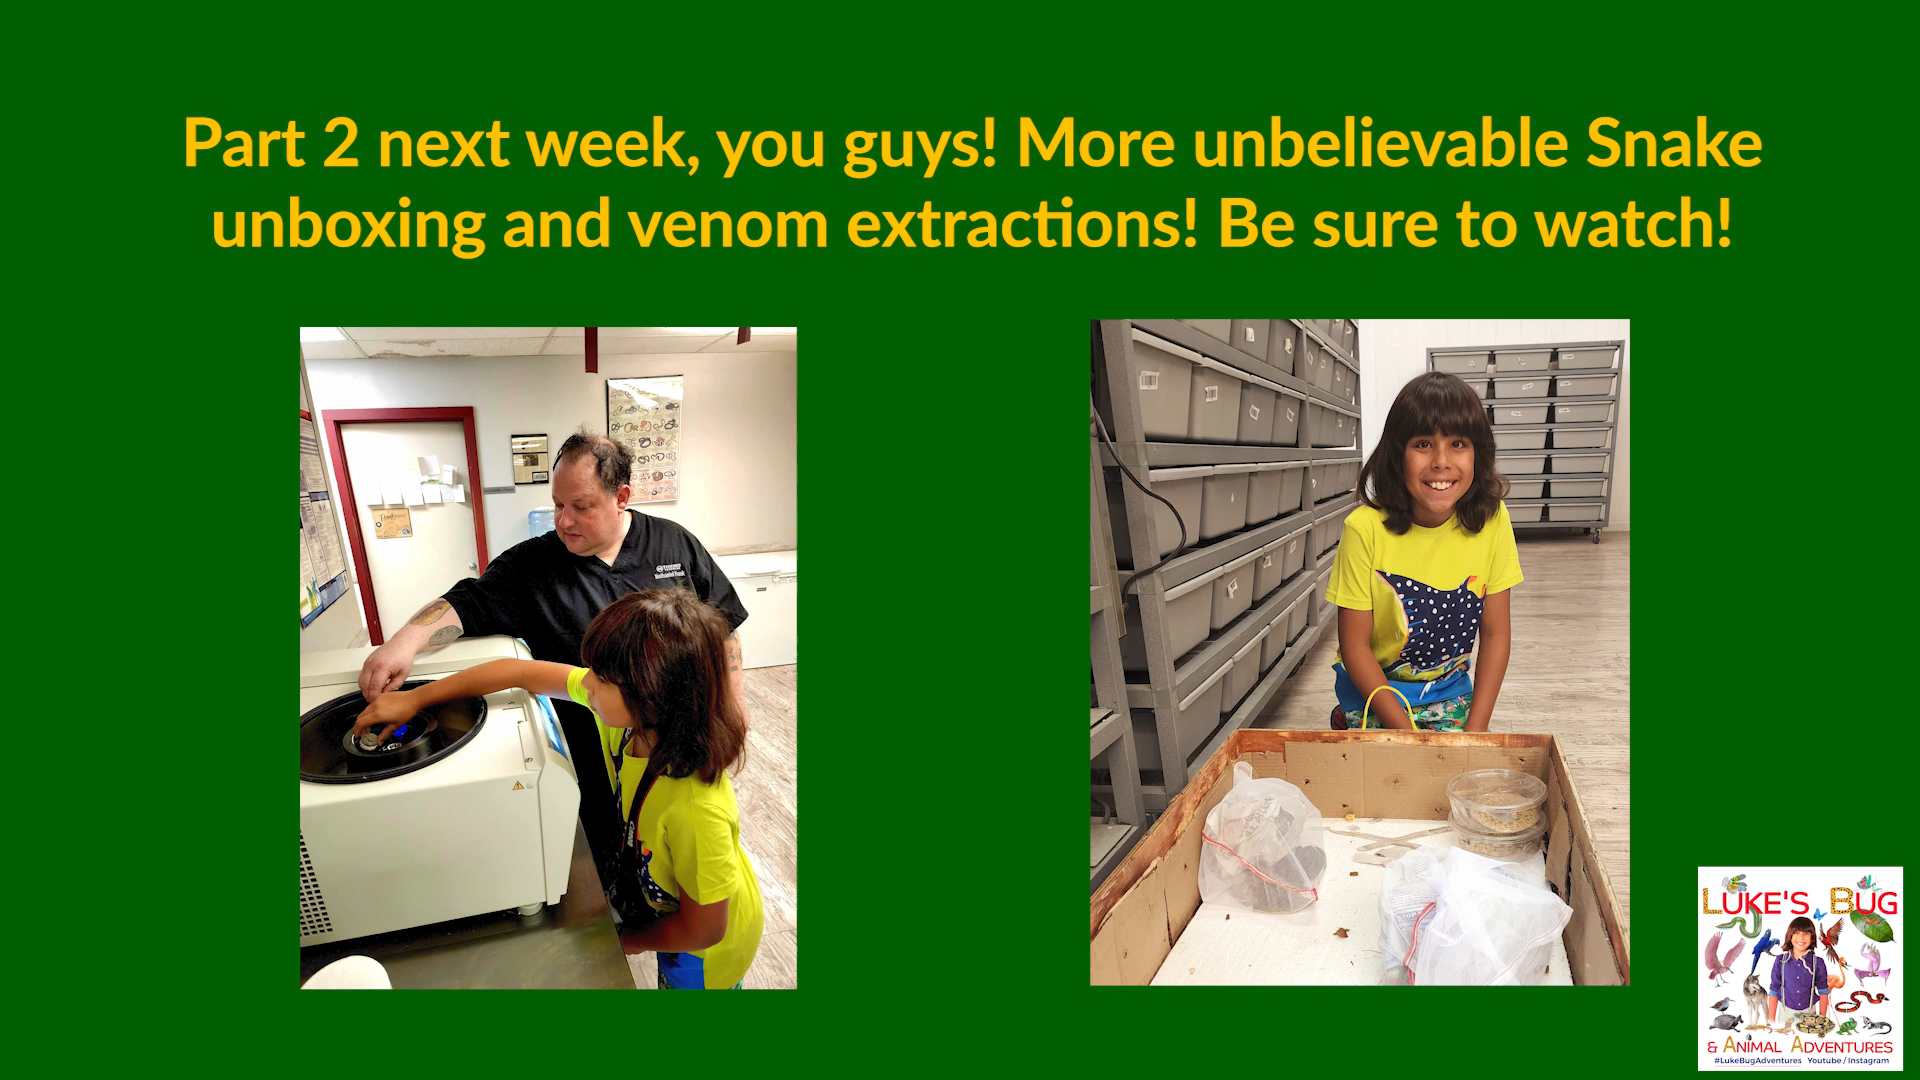 Part 2 next week, you guys! More unbelievable Snake
unboxing and venom extractions! Be sure to watch!
LUKE'S BUG
& ANIMAL ADVENTURES
#LukeBugAdventures Youtube / Instagram